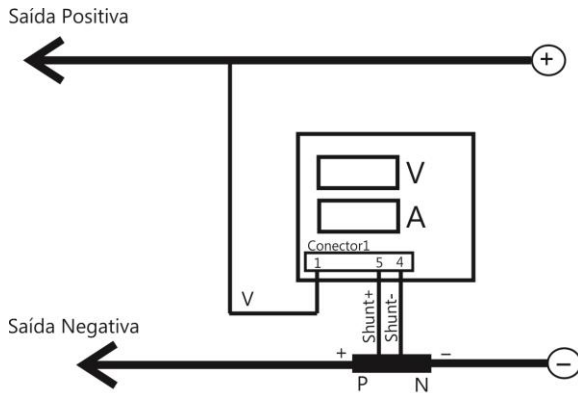 Saída Positiva
+
V
A
Conector1
1 5 4
V
Shunt+
Shunt-
Saída Negativa
+ −
P N
−